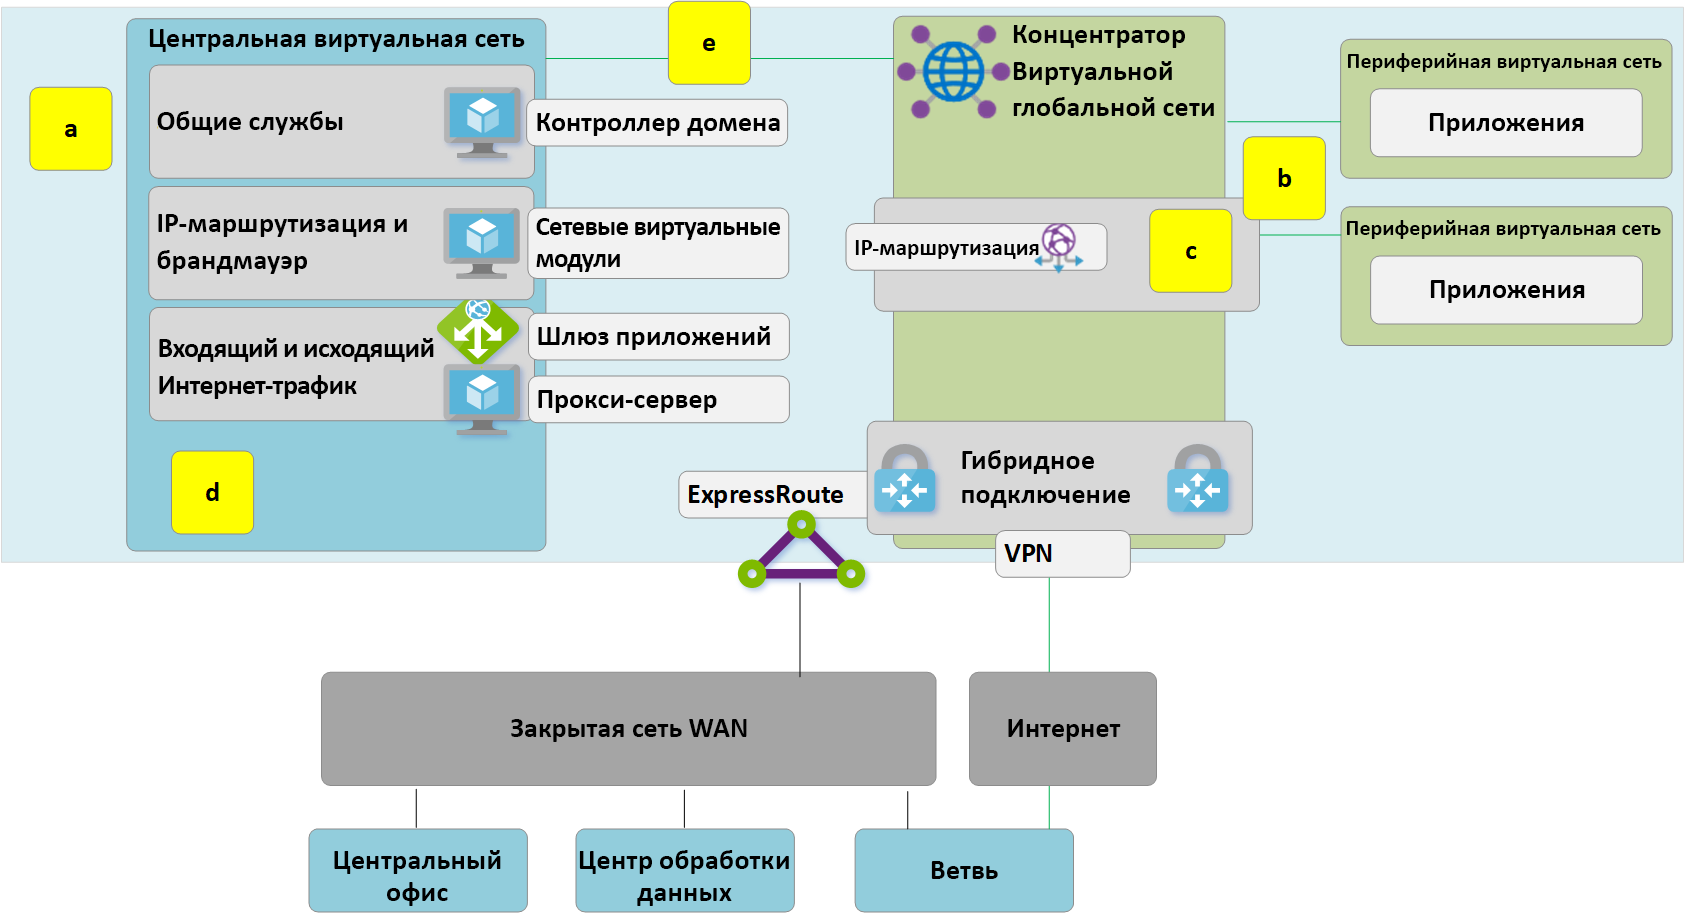 Центральная виртуальная сеть
a
Общие службы
Контроллер домена
IP-маршрутизация и
брандмауэр
Сетевые виртуальные
модули
Входящий и исходящий
Интернет-трафик
Шлюз приложений
Прокси-сервер
d
e
Концентратор
Виртуальной
глобальной сети
IP-маршрутизация
c
b
Периферийная виртуальная сеть
Приложения
Периферийная виртуальная сеть
Приложения
Гибридное
подключение
ExpressRoute
VPN
Закрытая сеть WAN
Интернет
Центральный
офис
Центр обработки
данных
Ветвь